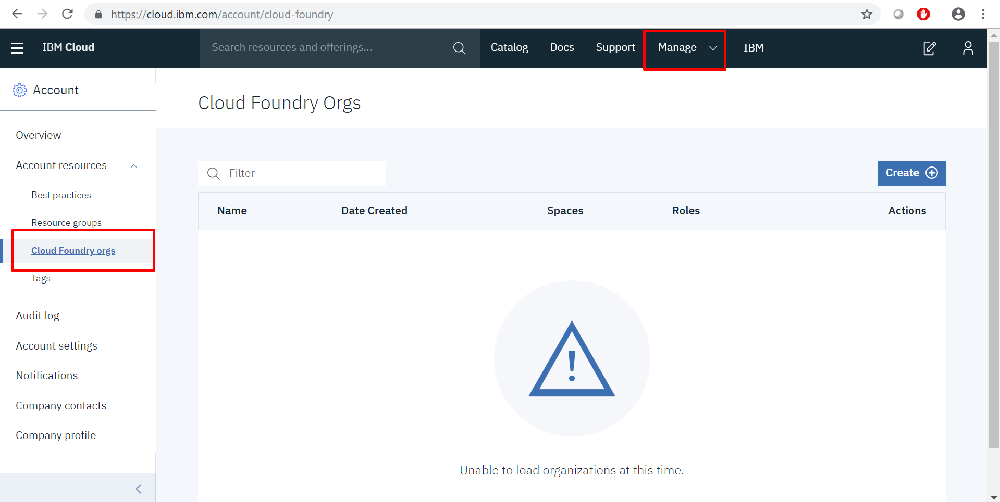 https://cloud.ibm.com/account/cloud-foundry
IBM Cloud
Search resources and offerings...
Catalog
Docs
Support
Manage
IBM
Account
Overview
Account resources
Best practices
Resource groups
Cloud Foundry orgs
Tags
Audit log
Account settings
Notifications
Company contacts
Company profile
Cloud Foundry Orgs
Filter
Create
Name Date Created Spaces Roles Actions
Unable to load organizations at this time.